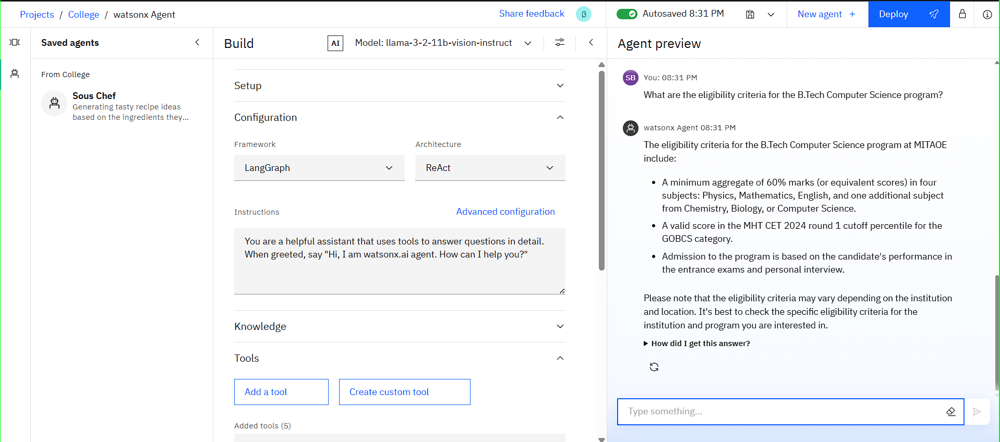 Projects / College / watsonx Agent
Share feedback
β
Autosaved 8:31 PM
New agent +
Deploy
Saved agents
From College
Sous Chef
Generating tasty recipe ideas
based on the ingredients they...
Build
AI
Model: llama-3-2-11b-vision-instruct
Setup
Configuration
Framework
Architecture
LangGraph
ReAct
Instructions
Advanced configuration
You are a helpful assistant that uses tools to answer questions in detail.
When greeted, say "Hi, I am watsonx.ai agent. How can I help you?"
Knowledge
Tools
Add a tool
Create custom tool
Added tools (5)
Agent preview
SB
You: 08:31 PM
What are the eligibility criteria for the B.Tech Computer Science program?
watsonx Agent 08:31 PM
The eligibility criteria for the B.Tech Computer Science program at MITAOE
include:
• A minimum aggregate of 60% marks (or equivalent scores) in four
subjects: Physics, Mathematics, English, and one additional subject
from Chemistry, Biology, or Computer Science.
• A valid score in the MHT CET 2024 round 1 cutoff percentile for the
GOBCS category.
• Admission to the program is based on the candidate's performance in
the entrance exams and personal interview.
Please note that the eligibility criteria may vary depending on the institution
and location. It's best to check the specific eligibility criteria for the
institution and program you are interested in.
How did I get this answer?
Type something...